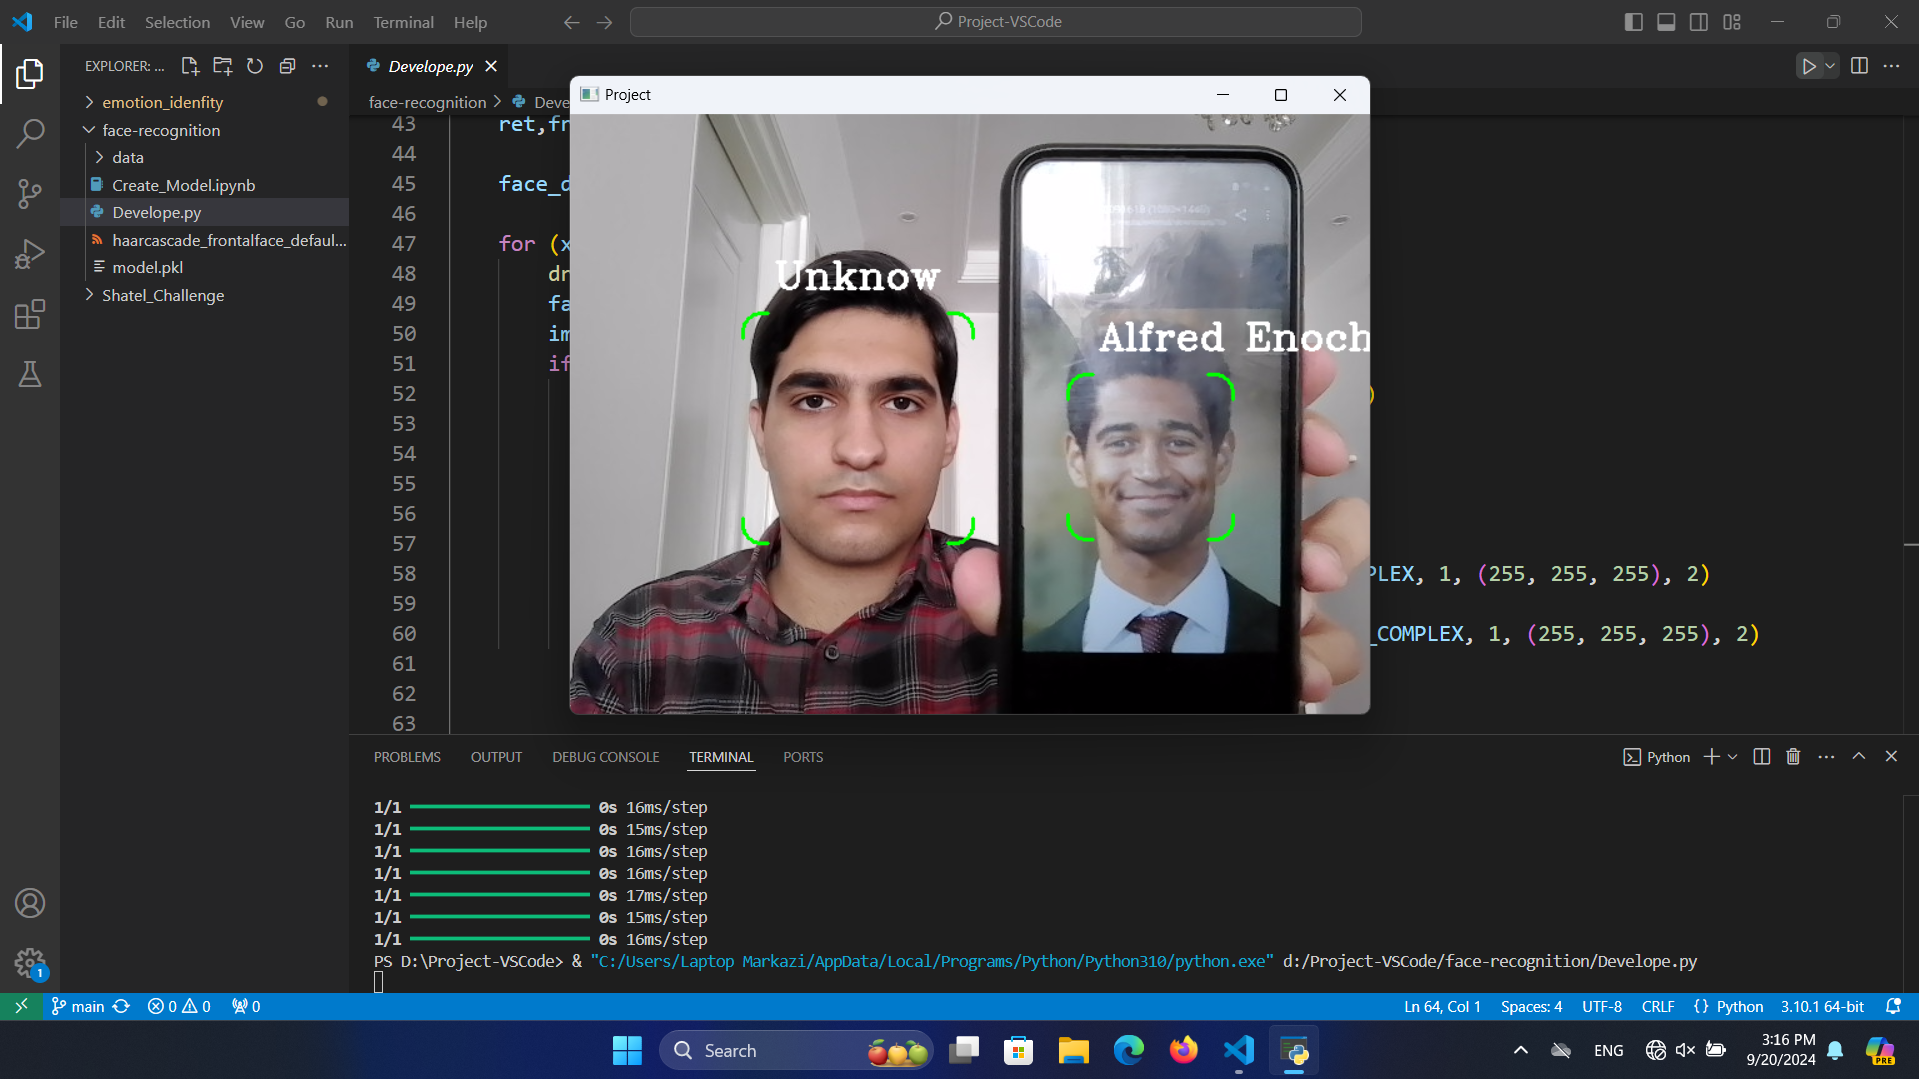 File Edit Selection View Go Run Terminal Help
Project-VSCode
EXPLORER: ...
Develope.py
emotion_idenfity
face-recognition
data
Create_Model.ipynb
Develope.py
haarcascade_frontalface_defaul...
model.pkl
Shatel_Challenge
face-recognition > Deve
Project
43 ret,fr
44
45 face_d
46
47 for (x
48 dr
49 fa
50 im
51 if
52 )
53
54
55
56
57
58 PLEX, 1, (255, 255, 255), 2)
59
60 _COMPLEX, 1, (255, 255, 255), 2)
61
62
63
Unknow
Alfred Enoch
PROBLEMS OUTPUT DEBUG CONSOLE TERMINAL PORTS
Python
1/1 0s 16ms/step
1/1 0s 15ms/step
1/1 0s 16ms/step
1/1 0s 16ms/step
1/1 0s 17ms/step
1/1 0s 15ms/step
1/1 0s 16ms/step
PS D:\Project-VSCode> & "C:/Users/Laptop Markazi/AppData/Local/Programs/Python/Python310/python.exe" d:/Project-VSCode/face-recognition/Develope.py
1
main 0 0 0
Ln 64, Col 1 Spaces: 4 UTF-8 CRLF {} Python 3.10.1 64-bit
Search
ENG
3:16 PM
9/20/2024
PRE